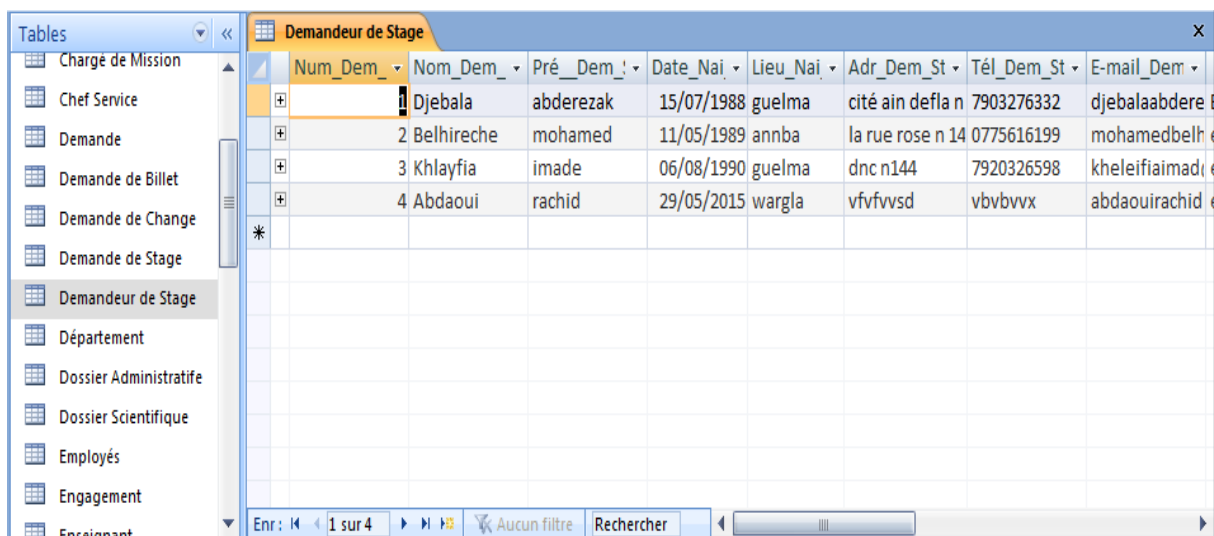 Tables «
Chargé de Mission
Chef Service
Demande
Demande de Billet
Demande de Change
Demande de Stage
Demandeur de Stage
Département
Dossier Administratife
Dossier Scientifique
Employés
Engagement
Enseignant
Demandeur de Stage x
Num_Dem_ Nom_Dem_ Pré__Dem_ Date_Nai Lieu_Nai Adr_Dem_St Tél_Dem_St E-mail_Dem
1 Djebala abderezak 15/07/1988 guelma cité ain defla n 7903276332 djebalaabdere
2 Belhireche mohamed 11/05/1989 annba la rue rose n 14 0775616199 mohamedbelh
3 Khlayfia imade 06/08/1990 guelma dnc n144 7920326598 kheleifiaimad
4 Abdaoui rachid 29/05/2015 wargla vfvfvvsd vbvbvvx abdaouirachid
Enr : 1 sur 4 Aucun filtre Rechercher